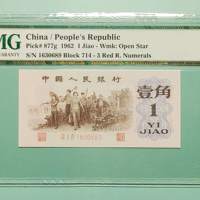 MG
China / People's Republic
Pick# 877g 1962 1 Jiao - Wmk: Open Star
S/N 1630685 Block 714 - 3 Red R. Numerals
中国人民银行
壹角
1
YI
JIAO